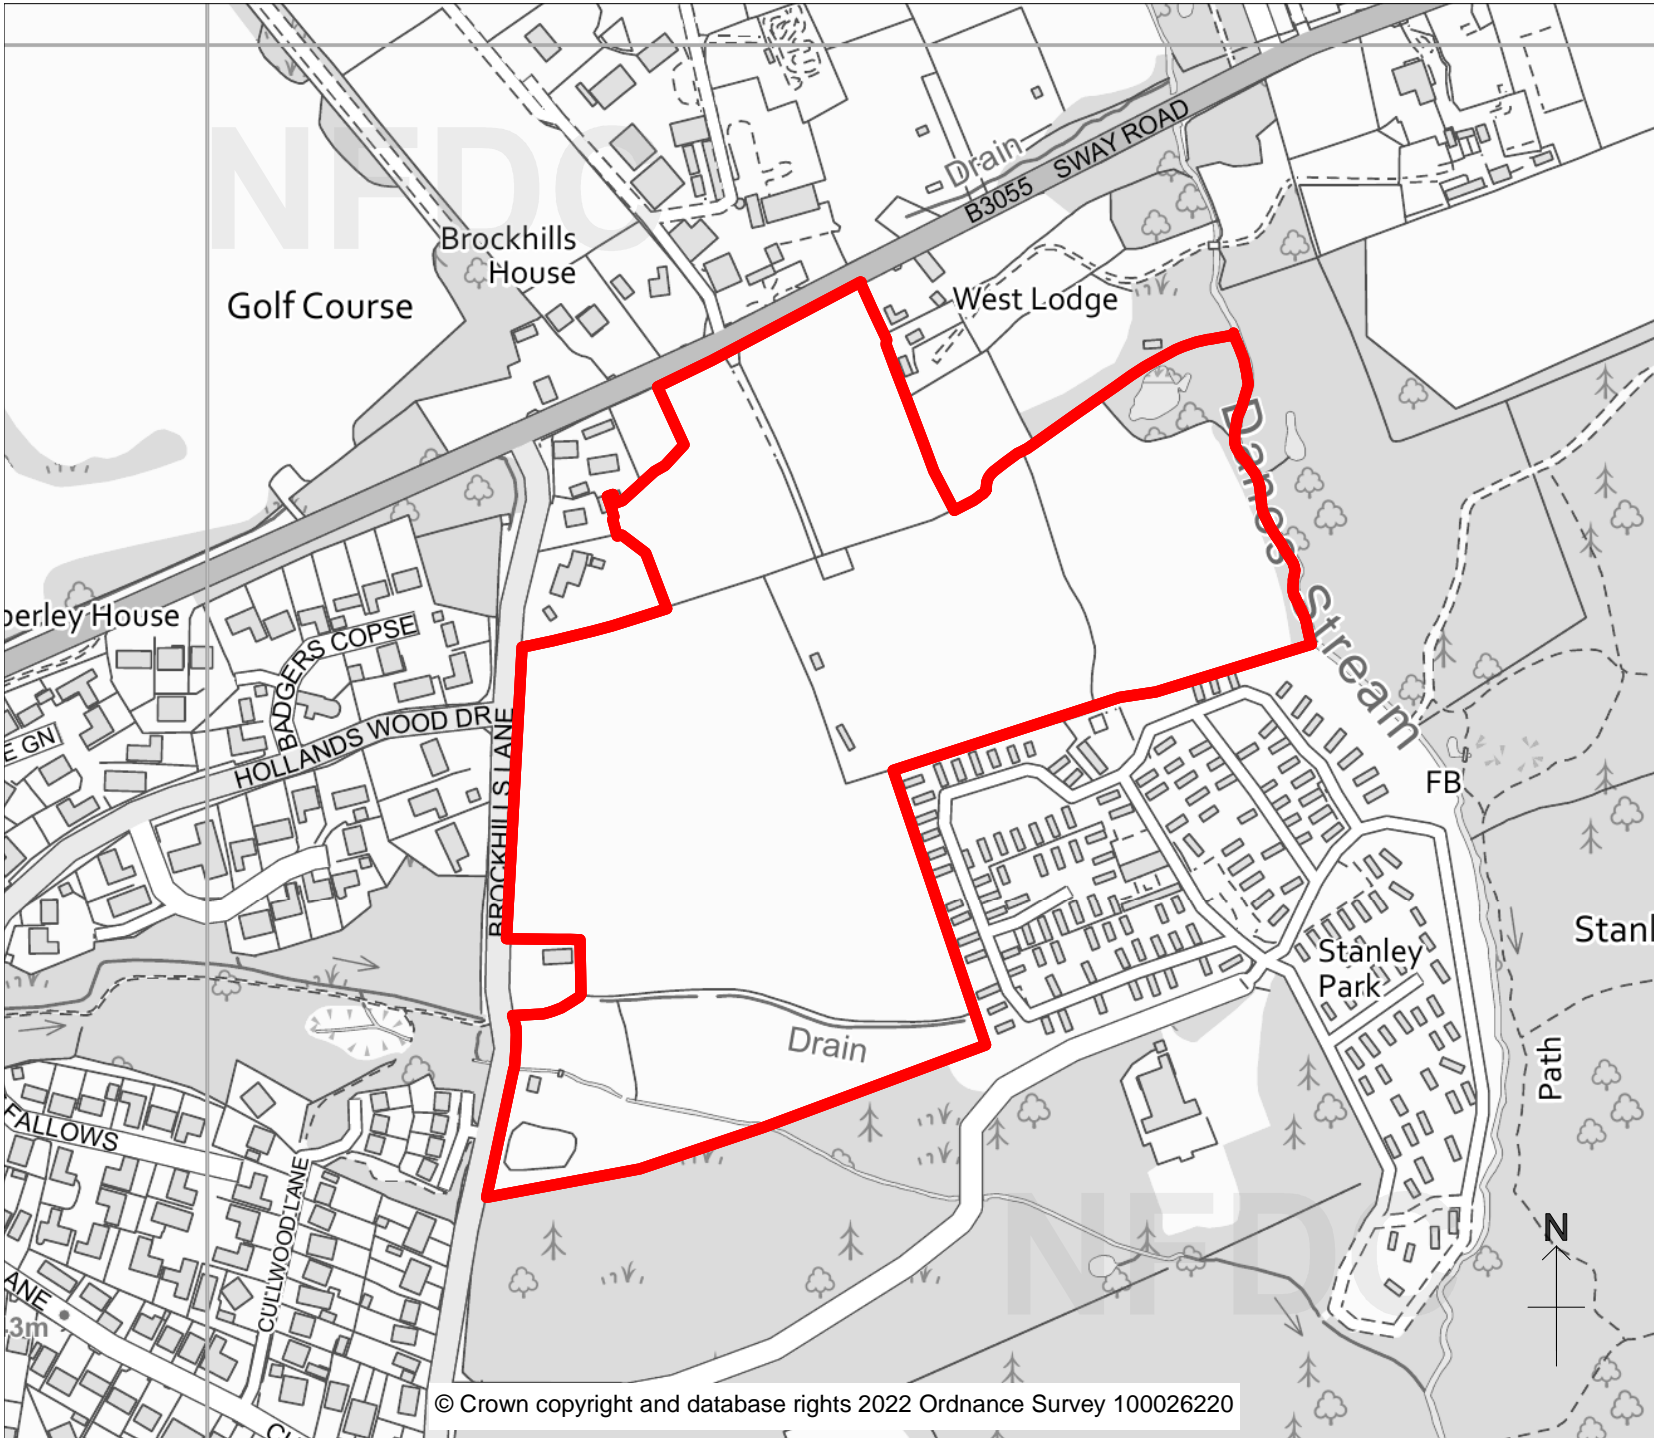 NFDC
Drain
B3055 SWAY ROAD
Brockhills
House
Golf Course
West Lodge
Danes Stream
perley House
BADGERS COPSE
HOLLANDS WOOD DR
E GN
BROCKHILLS LANE
FB
Stanley
Park
Stanl
Drain
Path
FALLOWS
CULLWOOD LANE
NFDC
N
ANE
3m
© Crown copyright and database rights 2022 Ordnance Survey 100026220